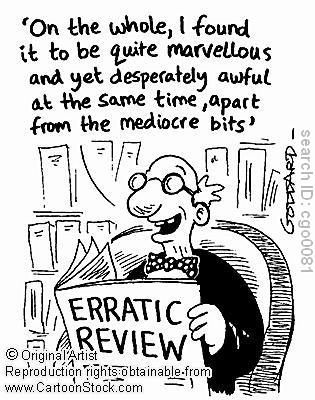 'On the whole, I found
it to be quite marvellous
and yet desperately awful
at the same time, apart
from the mediocre bits'
GODDARD
search ID: cgo0081
ERRATIC
REVIEW
© Original Artist
Reproduction rights obtainable from
www.CartoonStock.com